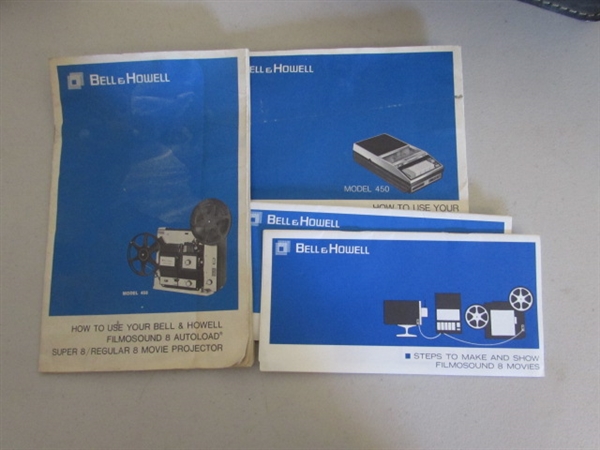 BELL & HOWELL
MODEL
HOW TO USE YOUR BELL & HOWELL
FILMOSOUND 8 AUTOLOAD®
SUPER 8/REGULAR 8 MOVIE PROJECTOR
BELL & HOWELL
MODEL 450
HOW TO USE YOUR
BELL & HOWELL
BELL & HOWELL
STEPS TO MAKE AND SHOW
FILMOSOUND 8 MOVIES